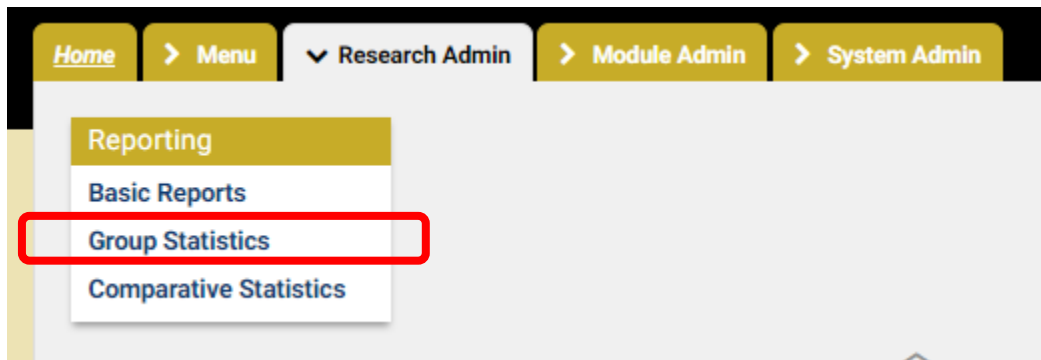 Home > Menu Research Admin > Module Admin > System Admin
Reporting
Basic Reports
Group Statistics
Comparative Statistics